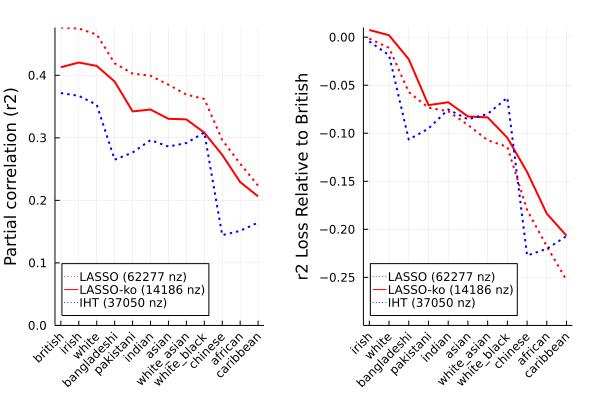 Partial correlation (r2)
0.4
0.3
0.2
0.1
0.0
LASSO (62277 nz)
LASSO-ko (14186 nz)
IHT (37050 nz)
british
irish
white
bangladeshi
pakistani
indian
asian
white_asian
white_black
chinese
african
caribbean
r2 Loss Relative to British
0.00
−0.05
−0.10
−0.15
−0.20
−0.25
LASSO (62277 nz)
LASSO-ko (14186 nz)
IHT (37050 nz)
irish
white
bangladeshi
pakistani
indian
asian
white_asian
white_black
chinese
african
caribbean